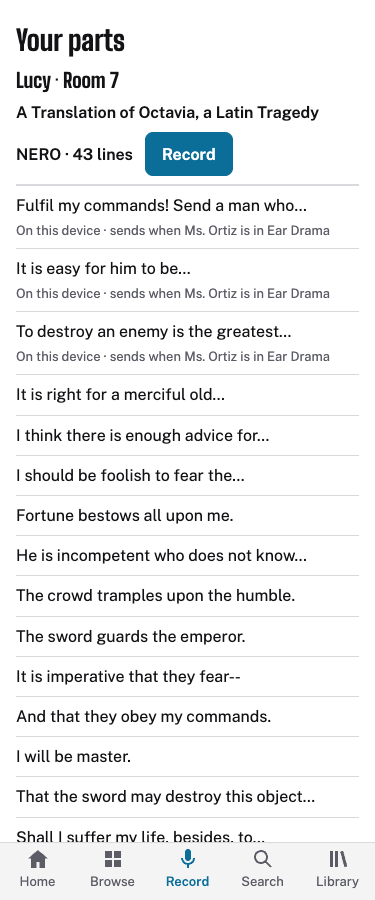 Your parts
Lucy · Room 7
A Translation of Octavia, a Latin Tragedy
NERO · 43 lines
Record
Fulfil my commands! Send a man who...
On this device · sends when Ms. Ortiz is in Ear Drama
It is easy for him to be...
On this device · sends when Ms. Ortiz is in Ear Drama
To destroy an enemy is the greatest...
On this device · sends when Ms. Ortiz is in Ear Drama
It is right for a merciful old...
I think there is enough advice for...
I should be foolish to fear the...
Fortune bestows all upon me.
He is incompetent who does not know...
The crowd tramples upon the humble.
The sword guards the emperor.
It is imperative that they fear--
And that they obey my commands.
I will be master.
That the sword may destroy this object...
Shall I suffer my life, besides, to...
Home
Browse
Record
Search
Library